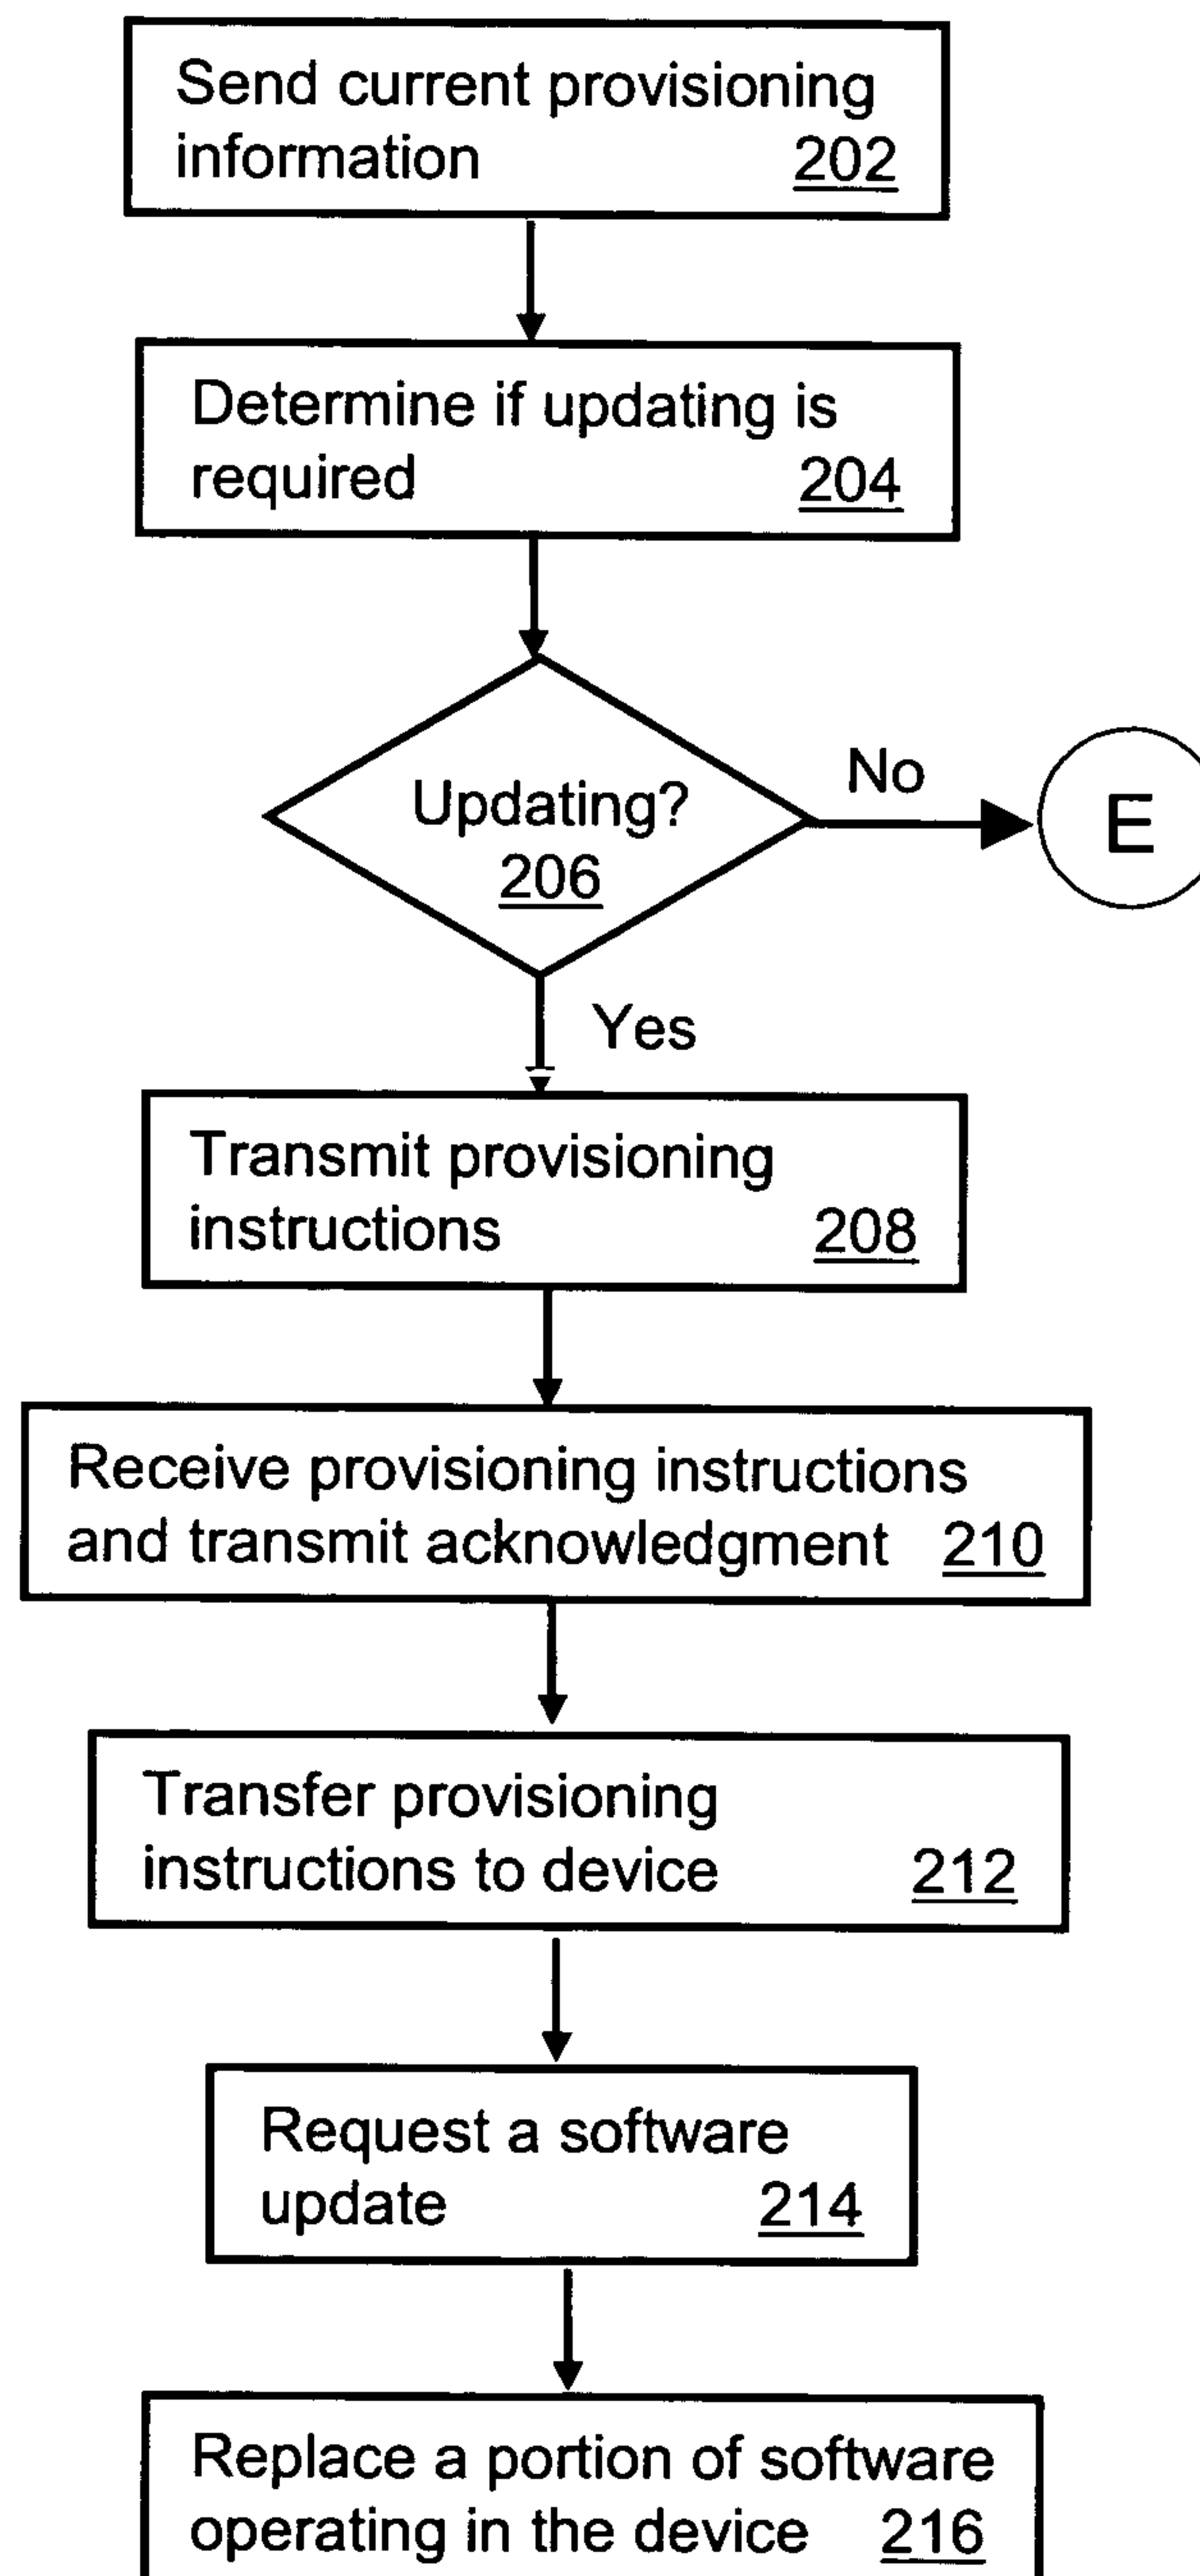 Send current provisioning
information 202
Determine if updating is
required 204
Updating?
206
No
E
Yes
Transmit provisioning
instructions 208
Receive provisioning instructions
and transmit acknowledgment 210
Transfer provisioning
instructions to device 212
Request a software
update 214
Replace a portion of software
operating in the device 216